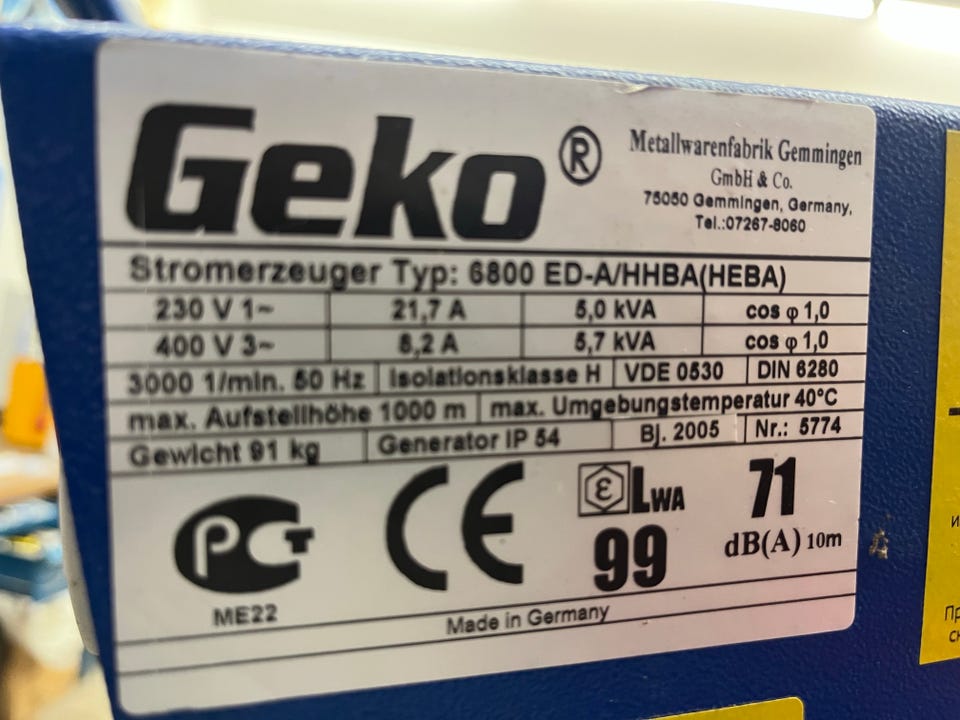 Geko®
Metallwarenfabrik Gemmingen
GmbH & Co.
75050 Gemmingen, Germany,
Tel.:07267-8060
Stromerzeuger Typ: 6800 ED-A/HHBA(HEBA)
230 V 1~ 21,7 A 5,0 kVA cos φ 1,0
400 V 3~ 8,2 A 5,7 kVA cos φ 1,0
3000 1/min. 50 Hz Isolationsklasse H VDE 0530 DIN 6280
max. Aufstellhöhe 1000 m max. Umgebungstemperatur 40°C
Gewicht 91 kg Generator IP 54 Bj. 2005 Nr.: 5774
РСТ
ME22
CE
ε LWA
99
71
dB(A) 10m
Made in Germany